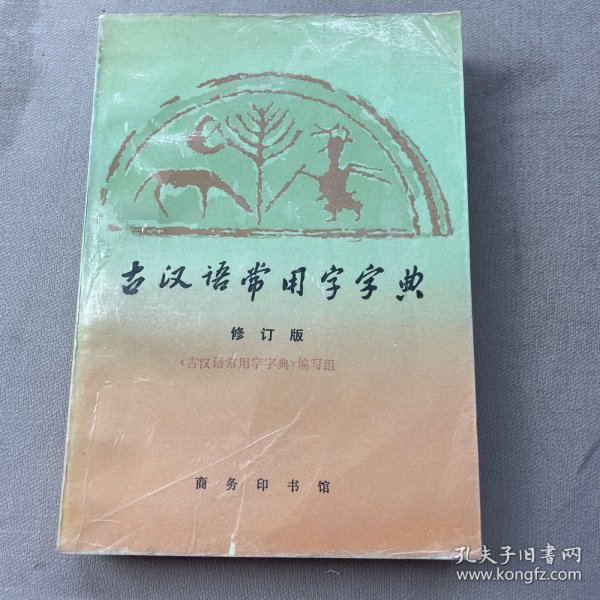 古汉语常用字字典
修订版
《古汉语常用字字典》编写组
商务印书馆
孔夫子旧书网
www.kongfz.com